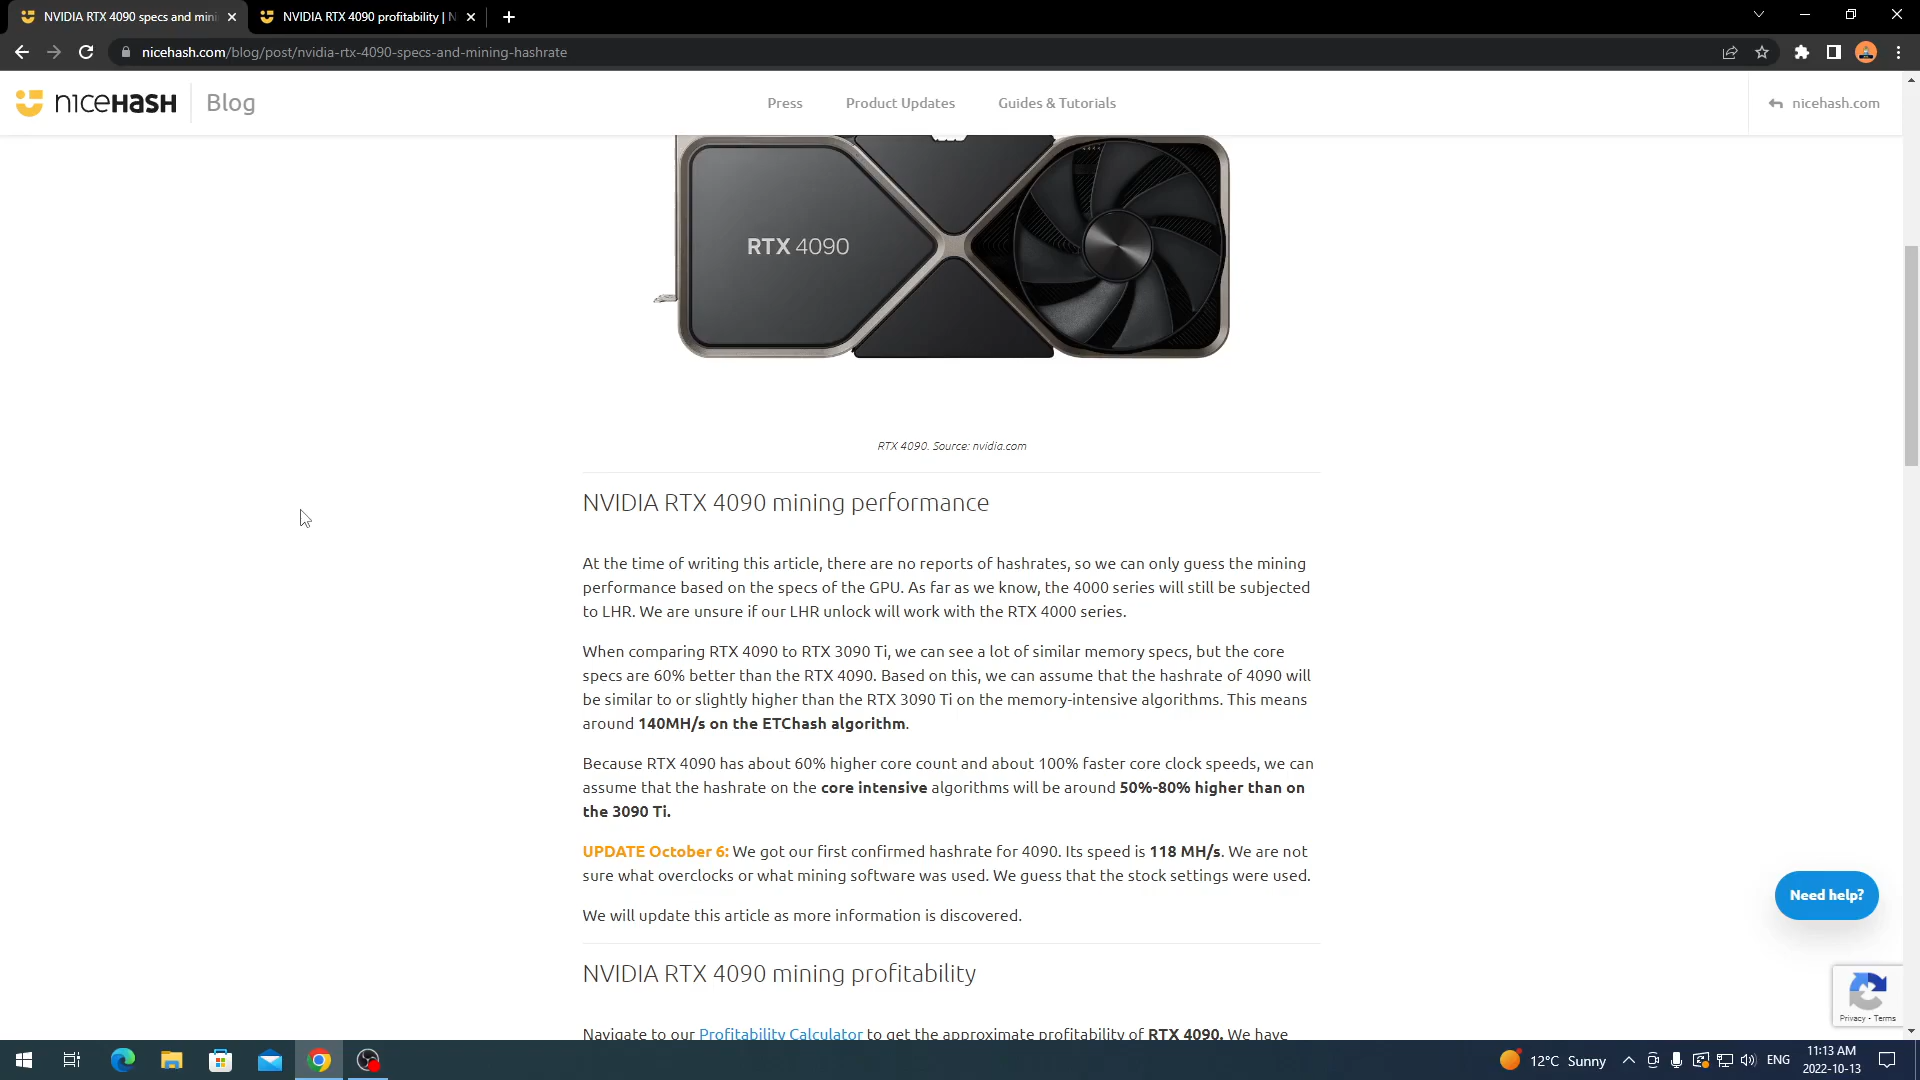 NVIDIA RTX 4090 specs and mini
NVIDIA RTX 4090 profitability | N
nicehash.com/blog/post/nvidia-rtx-4090-specs-and-mining-hashrate
niceHASH Blog
Press
Product Updates
Guides & Tutorials
nicehash.com
RTX 4090
RTX 4090. Source: nvidia.com
NVIDIA RTX 4090 mining performance
At the time of writing this article, there are no reports of hashrates, so we can only guess the mining
performance based on the specs of the GPU. As far as we know, the 4000 series will still be subjected
to LHR. We are unsure if our LHR unlock will work with the RTX 4000 series.
When comparing RTX 4090 to RTX 3090 Ti, we can see a lot of similar memory specs, but the core
specs are 60% better than the RTX 4090. Based on this, we can assume that the hashrate of 4090 will
be similar to or slightly higher than the RTX 3090 Ti on the memory-intensive algorithms. This means
around 140MH/s on the ETChash algorithm.
Because RTX 4090 has about 60% higher core count and about 100% faster core clock speeds, we can
assume that the hashrate on the core intensive algorithms will be around 50%-80% higher than on
the 3090 Ti.
UPDATE October 6: We got our first confirmed hashrate for 4090. Its speed is 118 MH/s. We are not
sure what overclocks or what mining software was used. We guess that the stock settings were used.
We will update this article as more information is discovered.
Need help?
NVIDIA RTX 4090 mining profitability
Privacy - Terms
Navigate to our Profitability Calculator to get the approximate profitability of RTX 4090. We have
12°C Sunny
ENG
11:13 AM
2022-10-13